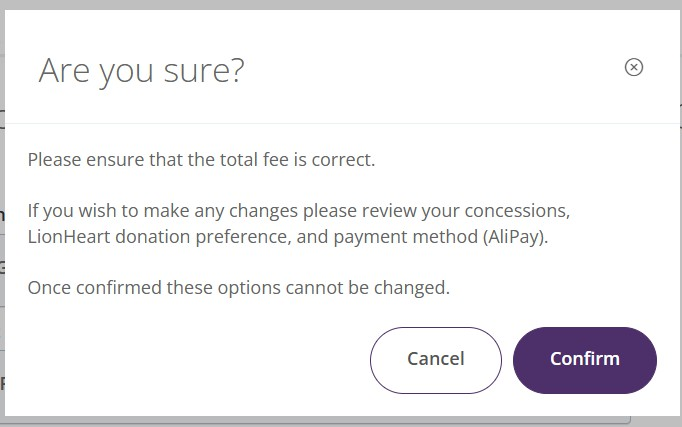 Are you sure?
Please ensure that the total fee is correct.
If you wish to make any changes please review your concessions,
LionHeart donation preference, and payment method (AliPay).
Once confirmed these options cannot be changed.
Cancel
Confirm